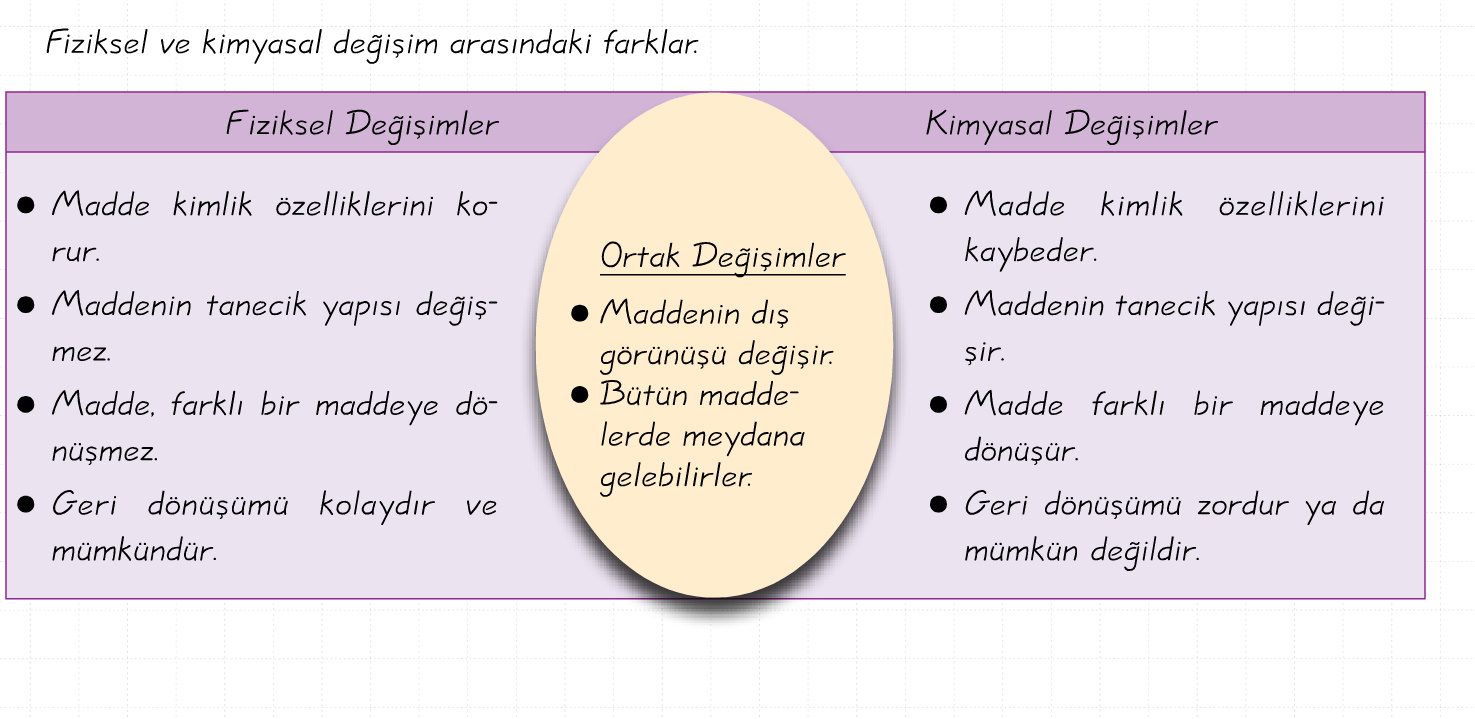 Fiziksel ve kimyasal değişim arasındaki farklar.
Fiziksel Değişimler
● Madde kimlik özelliklerini ko-
rur.
● Maddenin tanecik yapısı değiş-
mez.
● Madde, farklı bir maddeye dö-
nüşmez.
● Geri dönüşümü kolaydır ve
mümkündür.
Ortak Değişimler
● Maddenin dış
görünüşü değişir.
● Bütün madde-
lerde meydana
gelebilirler.
Kimyasal Değişimler
● Madde kimlik özelliklerini
kaybeder.
● Maddenin tanecik yapısı deği-
şir.
● Madde farklı bir maddeye
dönüşür.
● Geri dönüşümü zordur ya da
mümkün değildir.